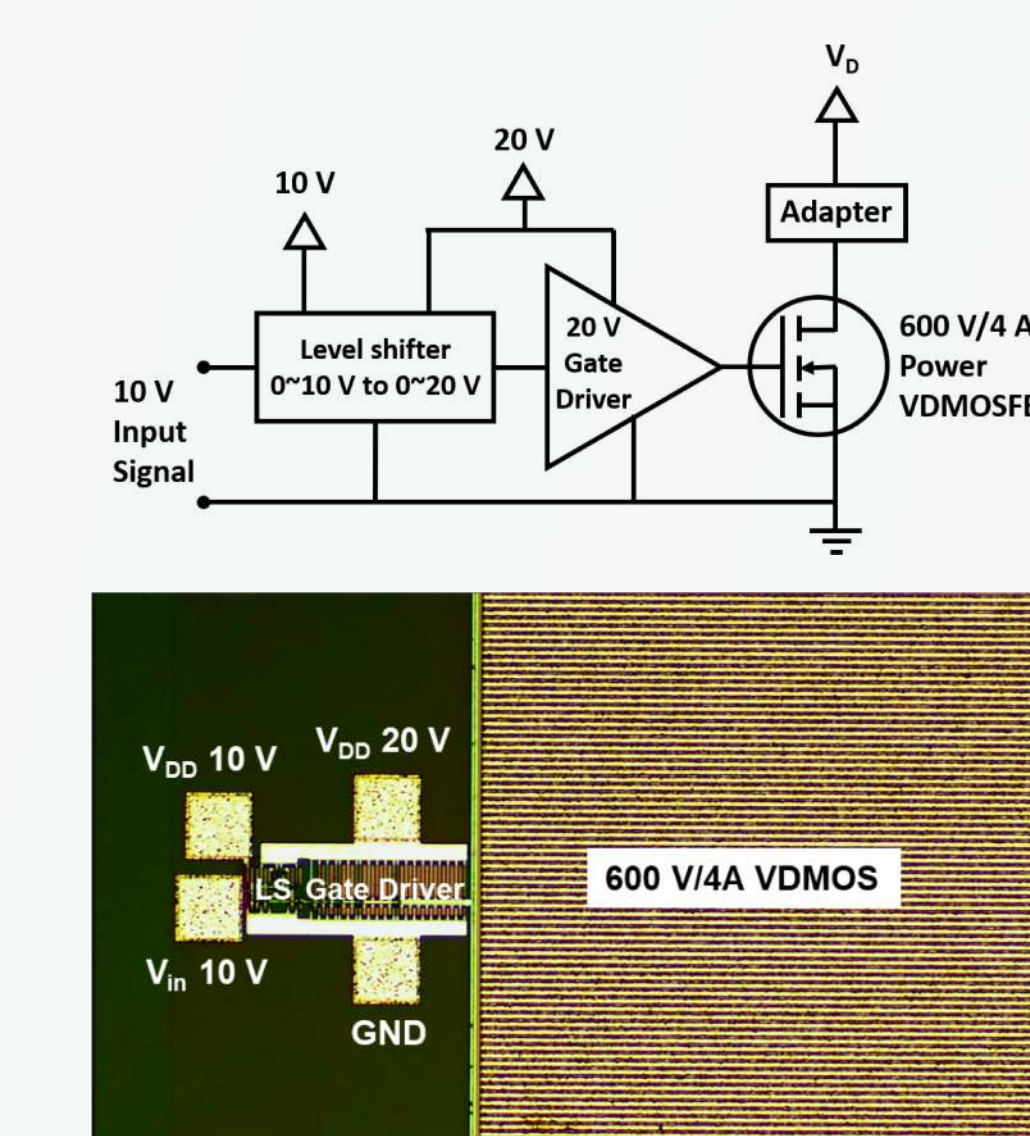 V_D
20 V
10 V
Adapter
Level shifter
0~10 V to 0~20 V
20 V
Gate
Driver
600 V/4 A
Power
10 V
Input
Signal
V_DD 10 V
V_DD 20 V
LS Gate Driver
600 V/4A VDMOS
V_in 10 V
GND